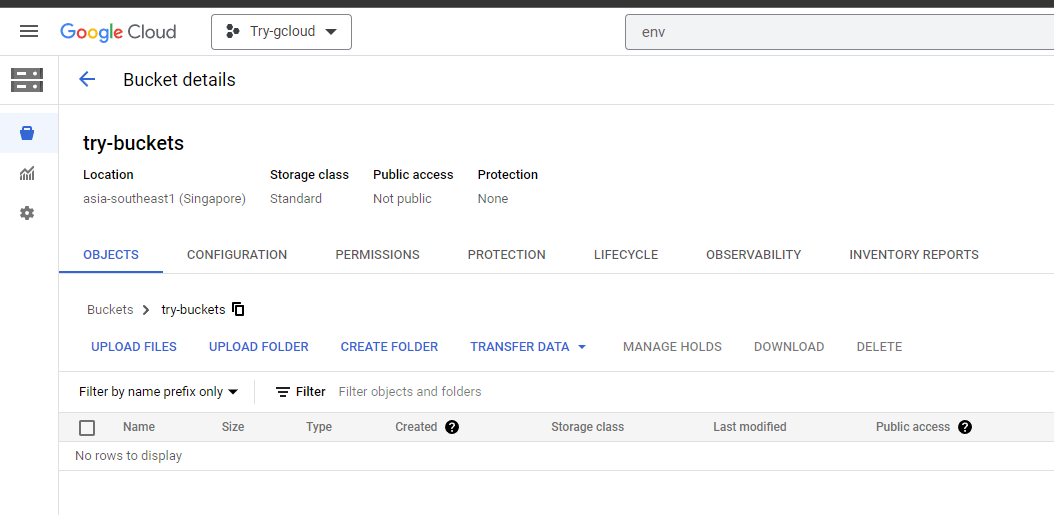 Google Cloud Try-gcloud env
Bucket details
try-buckets
Location Storage class Public access Protection
asia-southeast1 (Singapore) Standard Not public None
OBJECTS CONFIGURATION PERMISSIONS PROTECTION LIFECYCLE OBSERVABILITY INVENTORY REPORTS
Buckets try-buckets
UPLOAD FILES UPLOAD FOLDER CREATE FOLDER TRANSFER DATA MANAGE HOLDS DOWNLOAD DELETE
Filter by name prefix only Filter Filter objects and folders
Name Size Type Created ? Storage class Last modified Public access ?
No rows to display